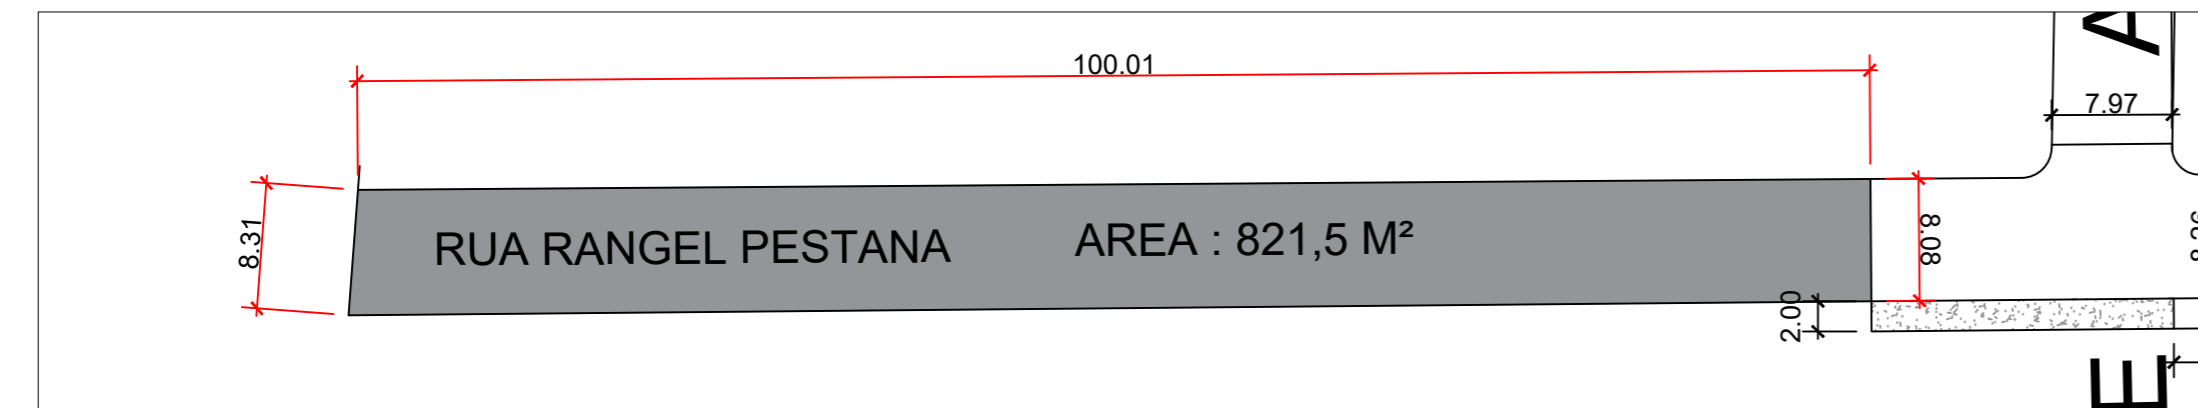 A
100.01
7.97
8.31
RUA RANGEL PESTANA AREA : 821,5 M²
8.08
2.00
E